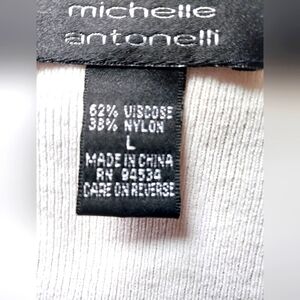 michelle
antonelli
62% VISCOSE
38% NYLON
L
MADE IN CHINA
RN 94534
CARE ON REVERSE